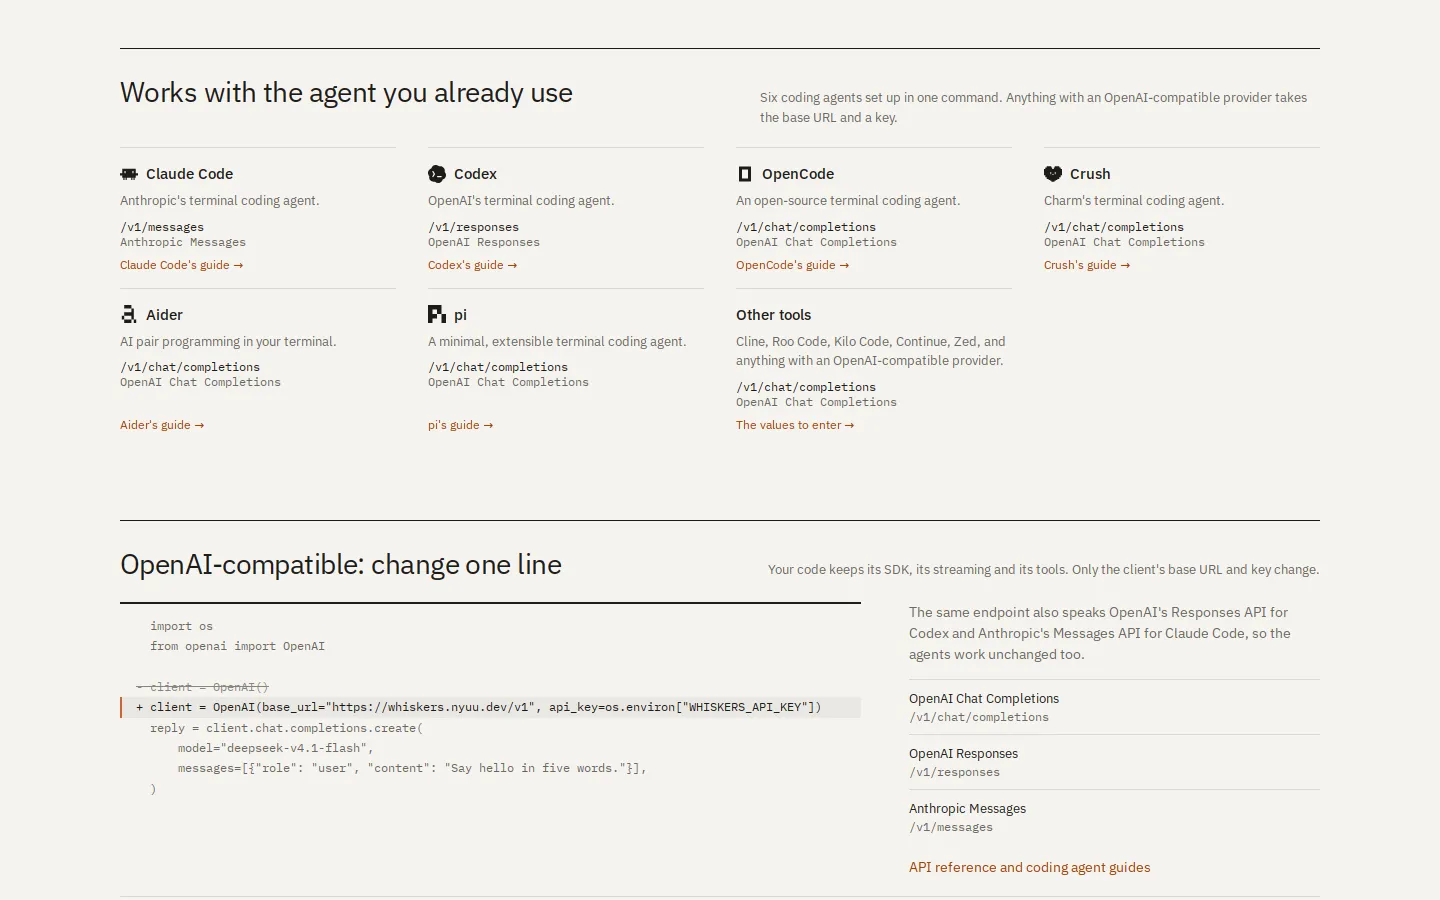 Works with the agent you already use
Six coding agents set up in one command. Anything with an OpenAI-compatible provider takes
the base URL and a key.
Claude Code
Anthropic's terminal coding agent.
/v1/messages
Anthropic Messages
Claude Code's guide →
Codex
OpenAI's terminal coding agent.
/v1/responses
OpenAI Responses
Codex's guide →
OpenCode
An open-source terminal coding agent.
/v1/chat/completions
OpenAI Chat Completions
OpenCode's guide →
Crush
Charm's terminal coding agent.
/v1/chat/completions
OpenAI Chat Completions
Crush's guide →
Aider
AI pair programming in your terminal.
/v1/chat/completions
OpenAI Chat Completions
Aider's guide →
pi
A minimal, extensible terminal coding agent.
/v1/chat/completions
OpenAI Chat Completions
pi's guide →
Other tools
Cline, Roo Code, Kilo Code, Continue, Zed, and
anything with an OpenAI-compatible provider.
/v1/chat/completions
OpenAI Chat Completions
The values to enter →
OpenAI-compatible: change one line
Your code keeps its SDK, its streaming and its tools. Only the client's base URL and key change.
import os
from openai import OpenAI
- client = OpenAI()
+ client = OpenAI(base_url="https://whiskers.nyuu.dev/v1", api_key=os.environ["WHISKERS_API_KEY"])
reply = client.chat.completions.create(
model="deepseek-v4.1-flash",
messages=[{"role": "user", "content": "Say hello in five words."}],
)
The same endpoint also speaks OpenAI's Responses API for
Codex and Anthropic's Messages API for Claude Code, so the
agents work unchanged too.
OpenAI Chat Completions
/v1/chat/completions
OpenAI Responses
/v1/responses
Anthropic Messages
/v1/messages
API reference and coding agent guides